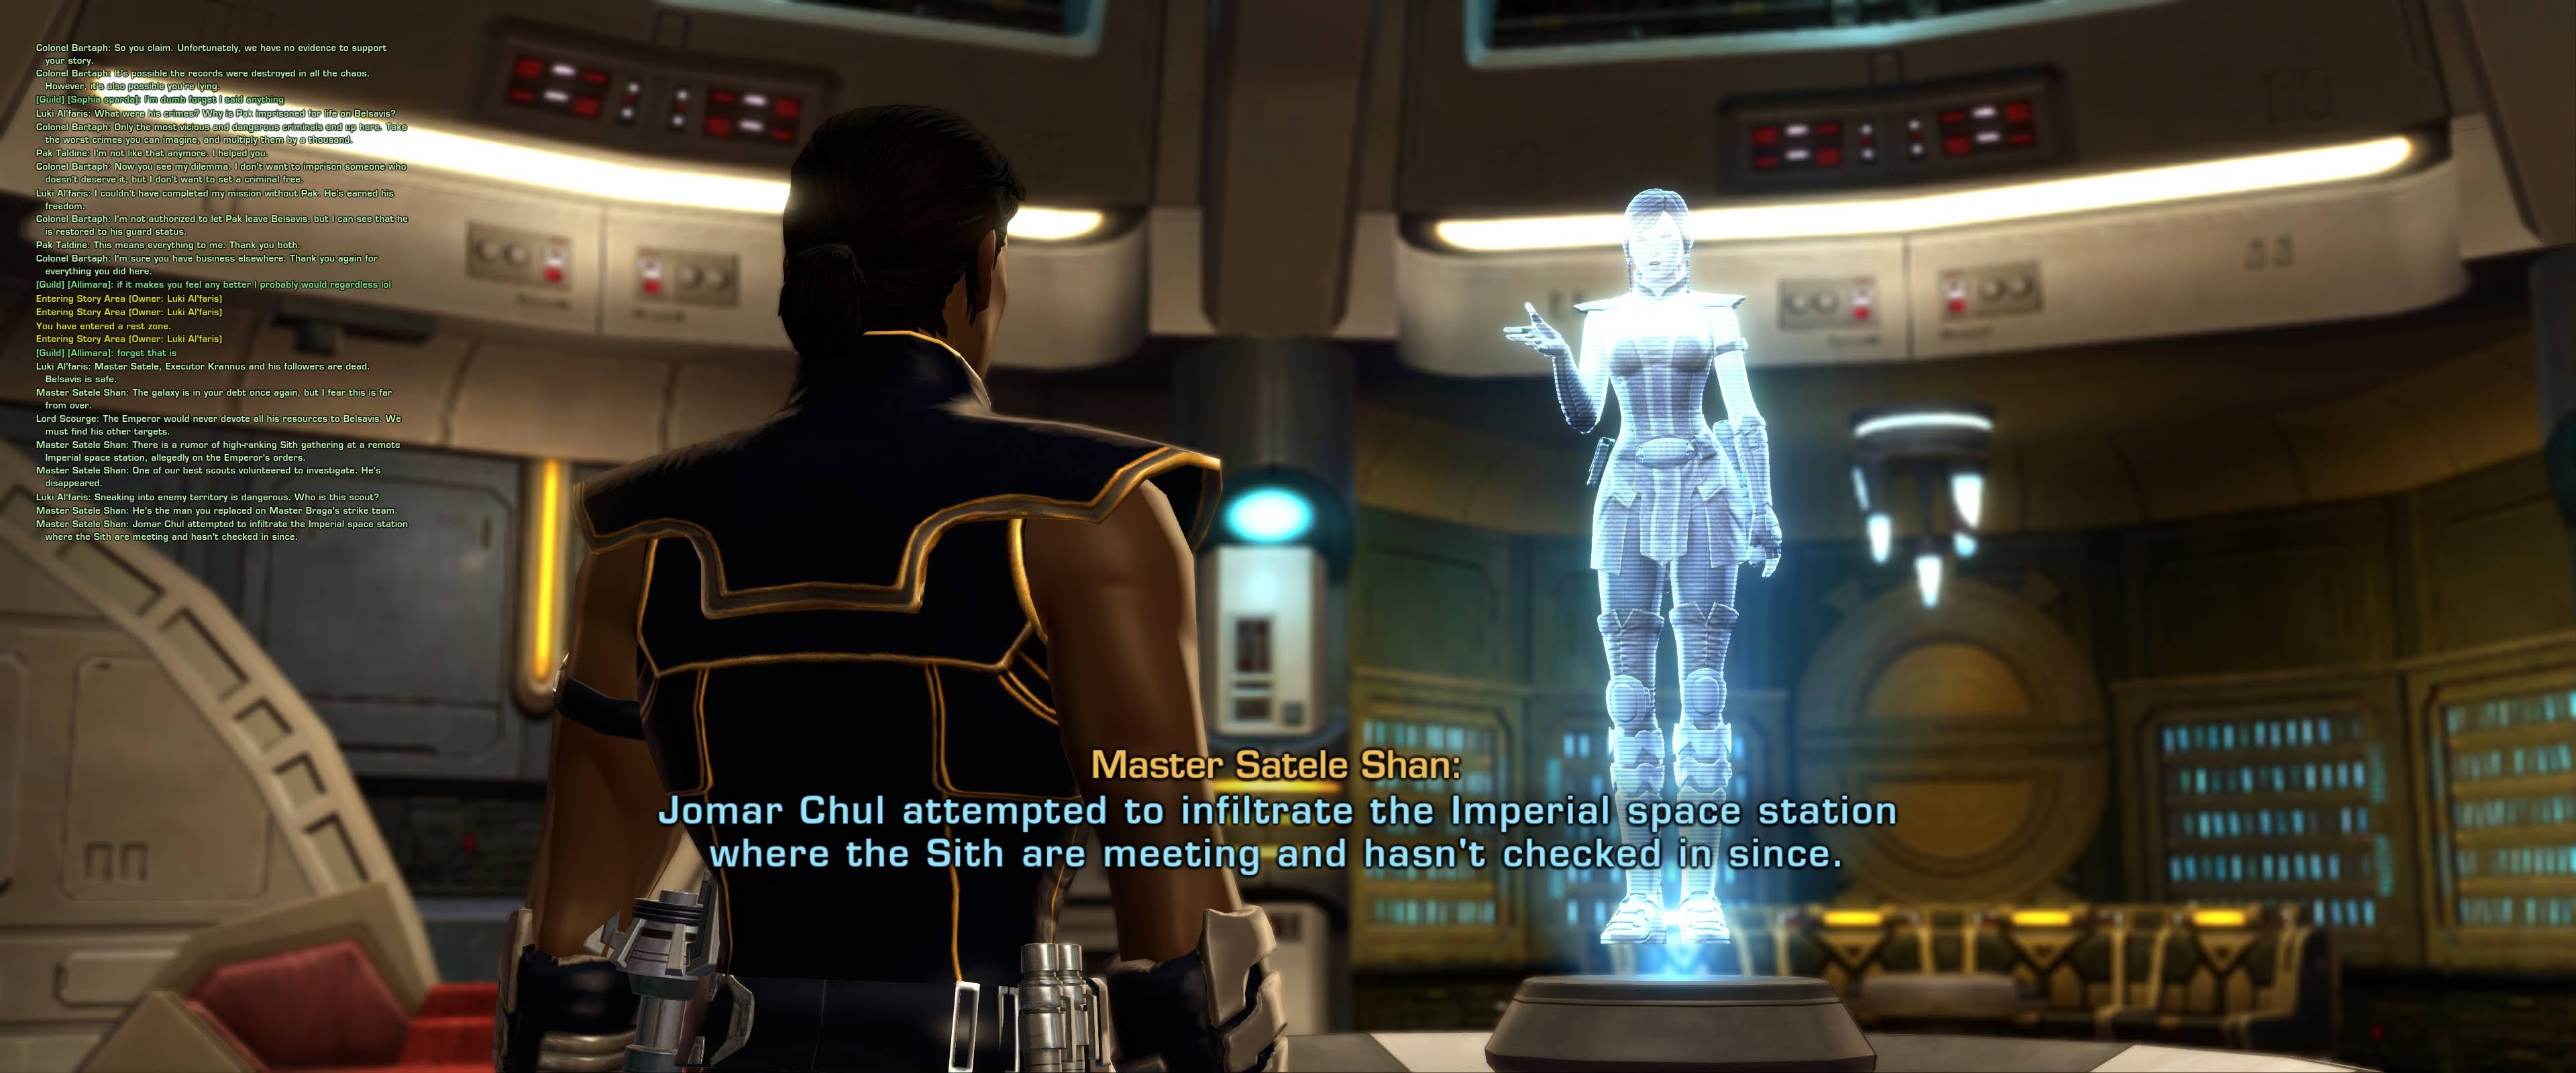 Colonel Bartaph: So you claim. Unfortunately, we have no evidence to support
your story.
Colonel Bartaph: It's possible the records were destroyed in all the chaos.
However, it's also possible you're lying.
[Guild] [Sophia sparda]: I'm dumb forget I said anything
Luki Al'faris: What were his crimes? Why is Pak imprisoned for life on Belsavis?
Colonel Bartaph: Only the most vicious and dangerous criminals end up here. Take
the worst crimes you can imagine, and multiply them by a thousand.
Pak Taldine: I'm not like that anymore. I helped you.
Colonel Bartaph: Now you see my dilemma. I don't want to imprison someone who
doesn't deserve it, but I don't want to set a criminal free.
Luki Al'faris: I couldn't have completed my mission without Pak. He's earned his
freedom.
Colonel Bartaph: I'm not authorized to let Pak leave Belsavis, but I can see that he
is restored to his guard status.
Pak Taldine: This means everything to me. Thank you both.
Colonel Bartaph: I'm sure you have business elsewhere. Thank you again for
everything you did here.
[Guild] [Allimara]: if it makes you feel any better I probably would regardless lol
Entering Story Area (Owner: Luki Al'faris)
Entering Story Area (Owner: Luki Al'faris)
You have entered a rest zone.
Entering Story Area (Owner: Luki Al'faris)
[Guild] [Allimara]: forget that is
Luki Al'faris: Master Satele, Executor Krannus and his followers are dead.
Belsavis is safe.
Master Satele Shan: The galaxy is in your debt once again, but I fear this is far
from over.
Lord Scourge: The Emperor would never devote all his resources to Belsavis. We
must find his other targets.
Master Satele Shan: There is a rumor of high-ranking Sith gathering at a remote
Imperial space station, allegedly on the Emperor's orders.
Master Satele Shan: One of our best scouts volunteered to investigate. He's
disappeared.
Luki Al'faris: Sneaking into enemy territory is dangerous. Who is this scout?
Master Satele Shan: He's the man you replaced on Master Braga's strike team.
Master Satele Shan: Jomar Chul attempted to infiltrate the Imperial space station
where the Sith are meeting and hasn't checked in since.
Master Satele Shan:
Jomar Chul attempted to infiltrate the Imperial space station
where the Sith are meeting and hasn't checked in since.